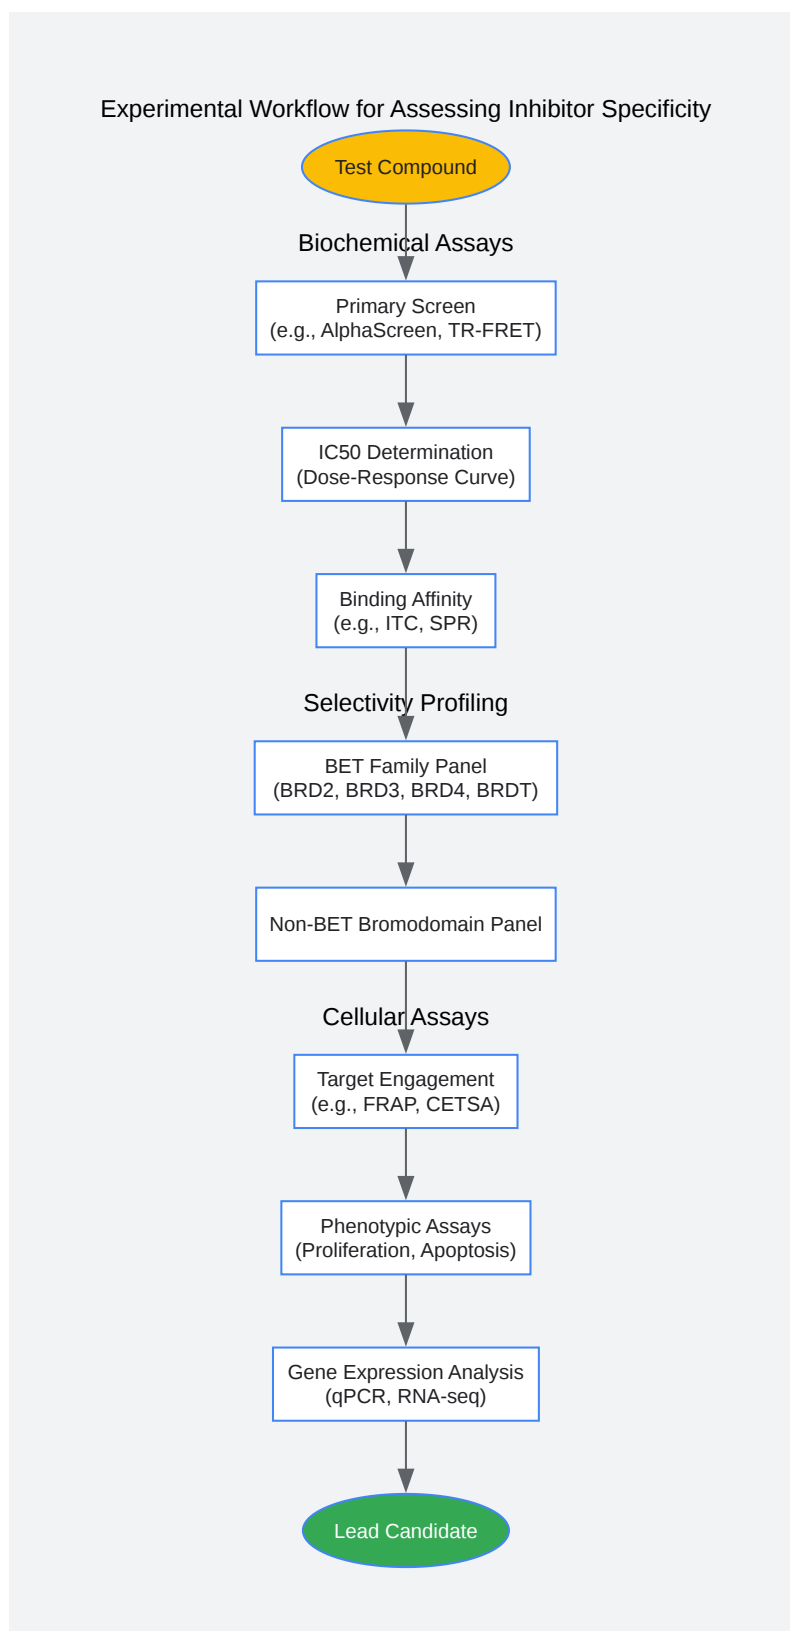 Experimental Workflow for Assessing Inhibitor Specificity
Test Compound
Biochemical Assays
Primary Screen
(e.g., AlphaScreen, TR-FRET)
IC50 Determination
(Dose-Response Curve)
Binding Affinity
(e.g., ITC, SPR)
Selectivity Profiling
BET Family Panel
(BRD2, BRD3, BRD4, BRDT)
Non-BET Bromodomain Panel
Cellular Assays
Target Engagement
(e.g., FRAP, CETSA)
Phenotypic Assays
(Proliferation, Apoptosis)
Gene Expression Analysis
(qPCR, RNA-seq)
Lead Candidate